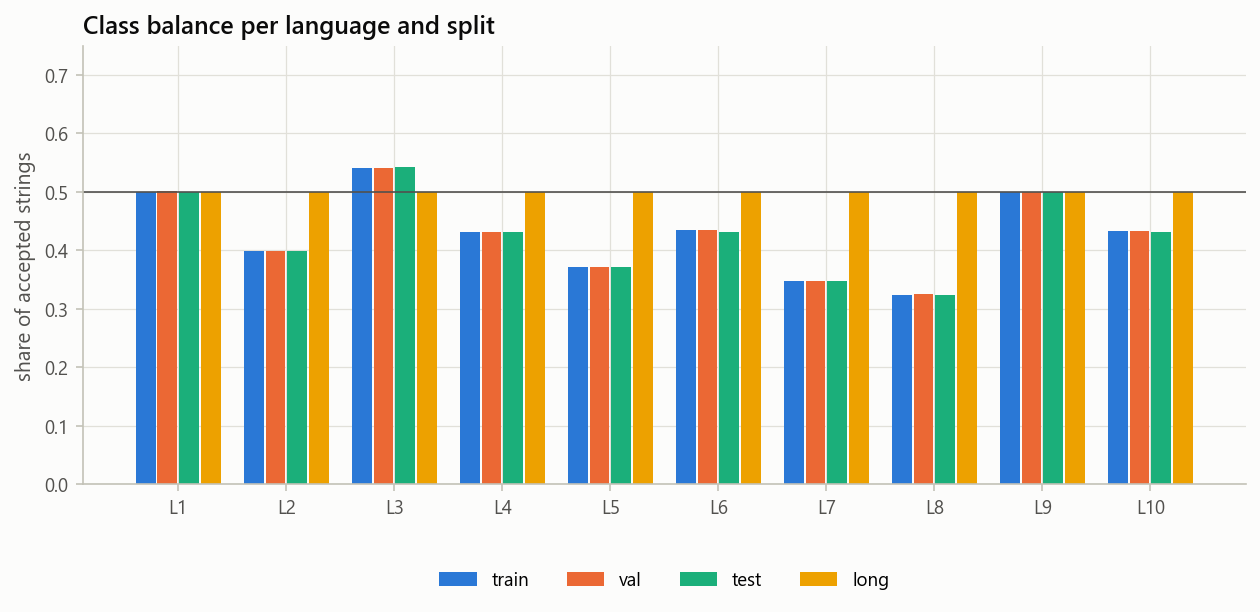 Class balance per language and split
share of accepted strings
0.7
0.6
0.5
0.4
0.3
0.2
0.1
0.0
L1 L2 L3 L4 L5 L6 L7 L8 L9 L10
train val test long